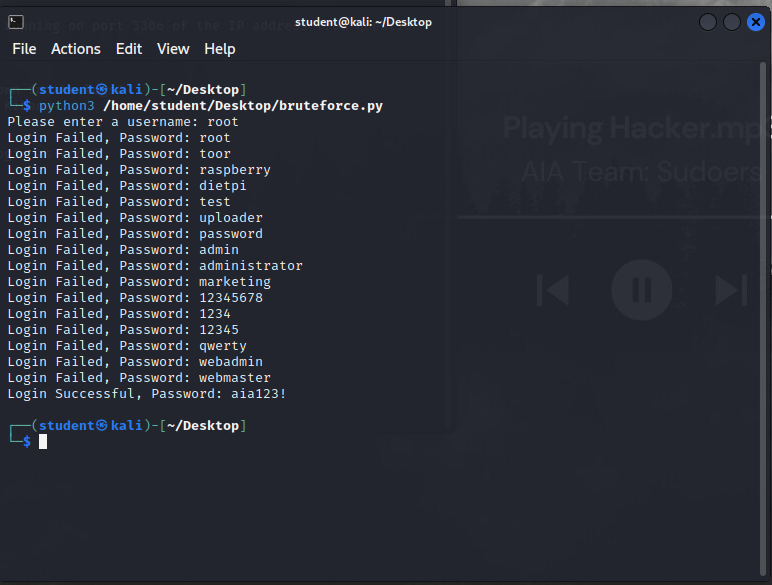 student@kali: ~/Desktop
File Actions Edit View Help
(student㉿kali)-[~/Desktop]
$ python3 /home/student/Desktop/bruteforce.py
Please enter a username: root
Login Failed, Password: root
Login Failed, Password: toor
Login Failed, Password: raspberry
Login Failed, Password: dietpi
Login Failed, Password: test
Login Failed, Password: uploader
Login Failed, Password: password
Login Failed, Password: admin
Login Failed, Password: administrator
Login Failed, Password: marketing
Login Failed, Password: 12345678
Login Failed, Password: 1234
Login Failed, Password: 12345
Login Failed, Password: qwerty
Login Failed, Password: webadmin
Login Failed, Password: webmaster
Login Successful, Password: aia123!
(student㉿kali)-[~/Desktop]
$
Playing Hacker.mp3
AIA Team: Sudoers